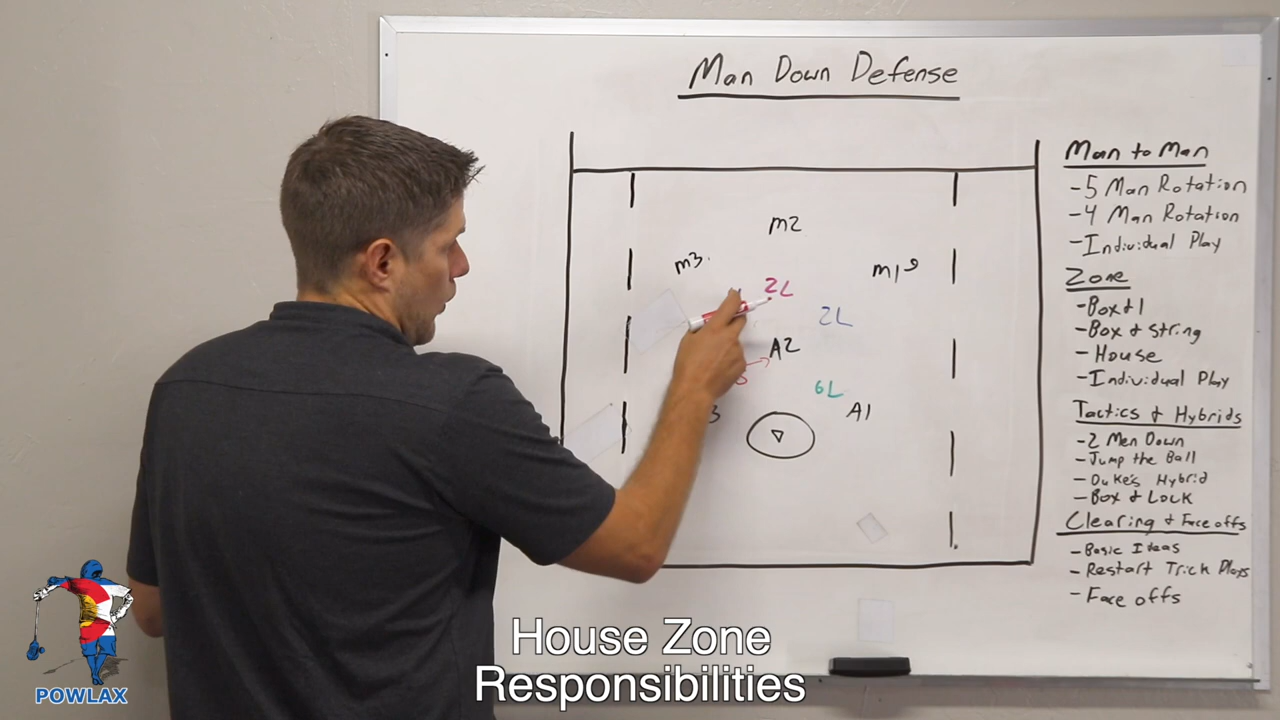 Man Down Defense
m2
m3
m1
2L
2L
A2
6L
A1
3
Man to Man
-5 Man Rotation
-4 Man Rotation
-Individual Play
Zone
-Box & 1
-Box & String
-House
-Individual Play
Tactics & Hybrids
-2 Men Down
-Jump the Ball
-Duke's Hybrid
-Box & Lock
Clearing & Face offs
-Basic Ideas
-Restart Trick Plays
-Face offs
House Zone
Responsibilities
POWLAX